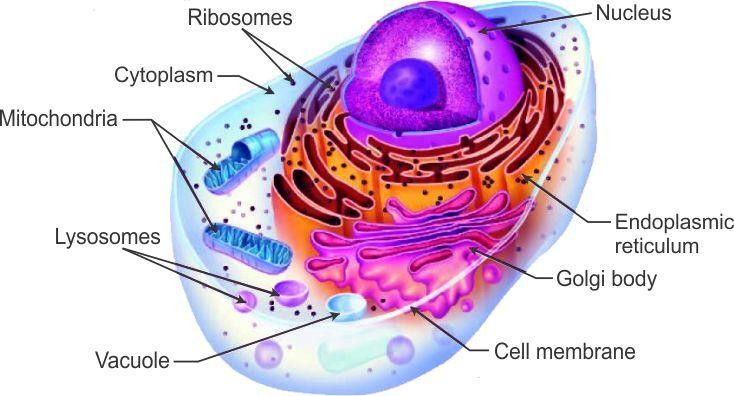 Ribosomes
Nucleus
Cytoplasm
Mitochondria
Lysosomes
Endoplasmic
reticulum
Golgi body
Vacuole
Cell membrane